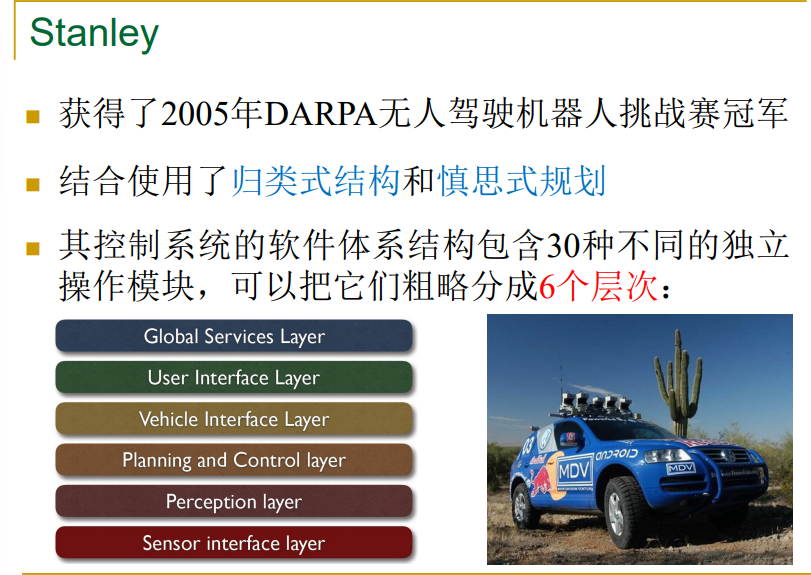 Stanley
获得了2005年DARPA无人驾驶机器人挑战赛冠军
结合使用了归类式结构和慎思式规划
其控制系统的软件体系结构包含30种不同的独立
操作模块，可以把它们粗略分成6个层次：
Global Services Layer
User Interface Layer
Vehicle Interface Layer
Planning and Control layer
Perception layer
Sensor interface layer
03
MDV
ANDROID
MDV